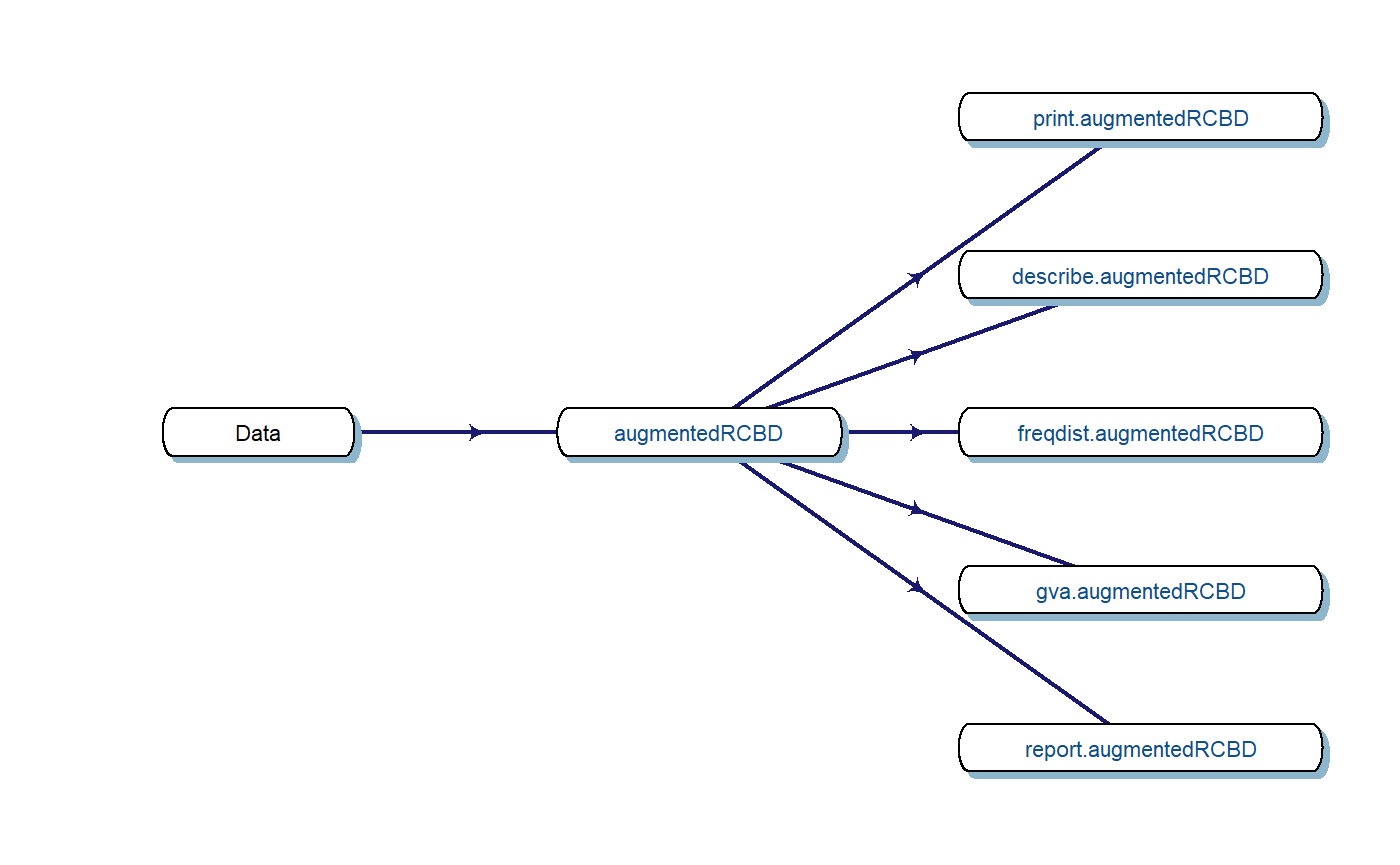 print.augmentedRCBD
describe.augmentedRCBD
Data
augmentedRCBD
freqdist.augmentedRCBD
gva.augmentedRCBD
report.augmentedRCBD